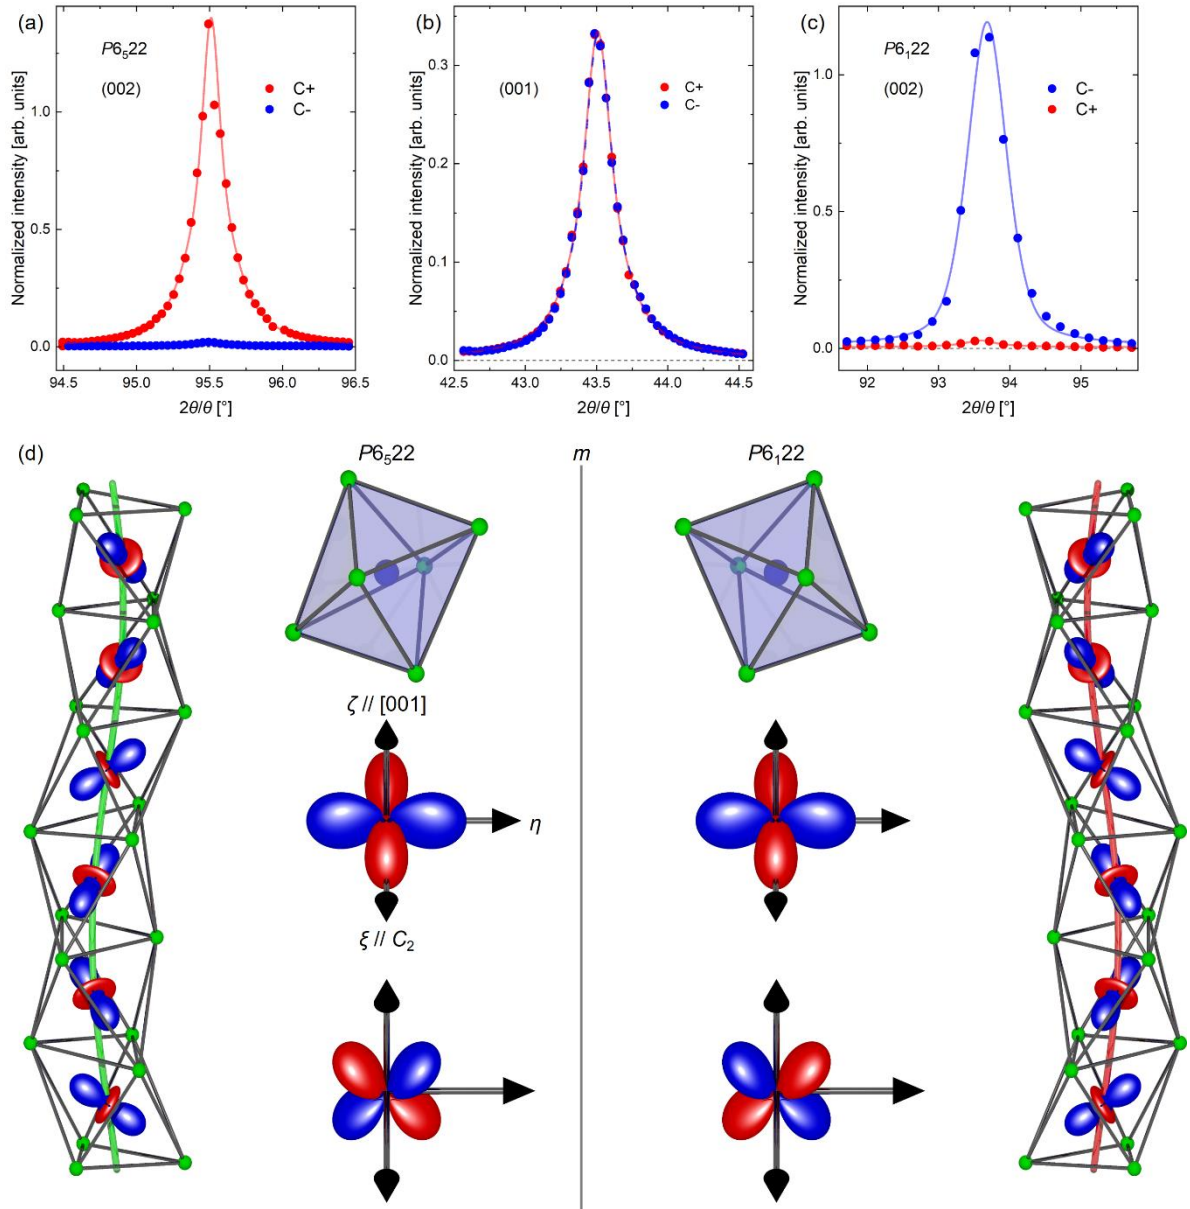 (a)
P6₅22
(002)
C+
C-
Normalized intensity [arb. units]
1.0
0.5
0.0
94.5 95.0 95.5 96.0 96.5
2θ/θ [°]
(b)
(001)
C+
C-
Normalized intensity [arb. units]
0.3
0.2
0.1
0.0
42.5 43.0 43.5 44.0 44.5
2θ/θ [°]
(c)
P6₁22
(002)
C-
C+
Normalized intensity [arb. units]
1.0
0.5
0.0
92 93 94 95
2θ/θ [°]
(d)
P6₅22 m P6₁22
ζ // [001]
η
ξ // C₂